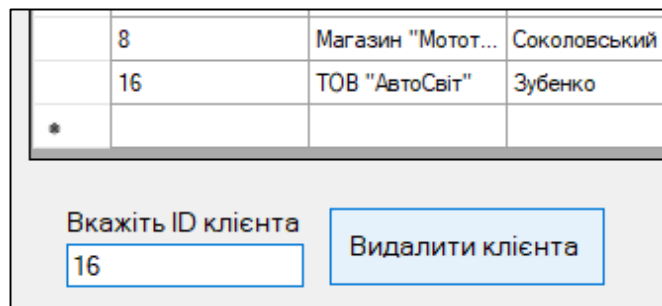 8 Магазин "Мотот... Соколовський
16 ТОВ "АвтоСвіт" Зубенко
Вкажіть ID клієнта
16
Видалити клієнта